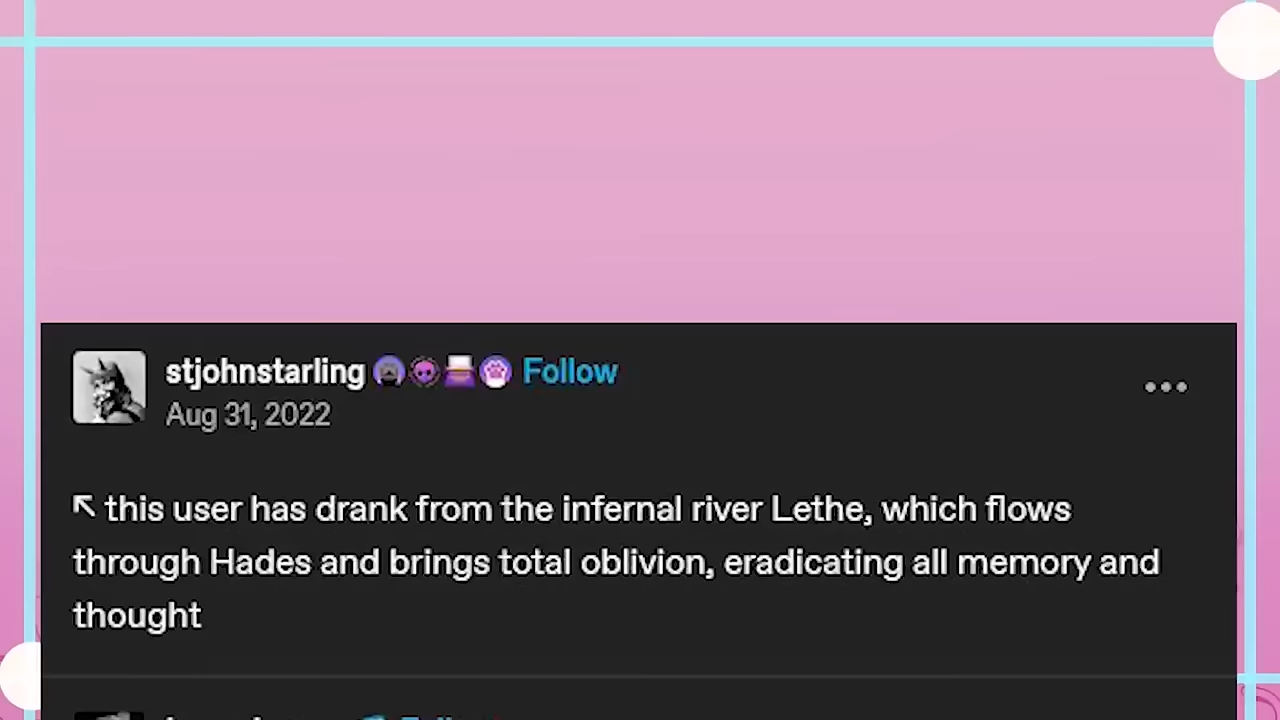 stjohnstarling Follow
Aug 31, 2022
↖ this user has drank from the infernal river Lethe, which flows
through Hades and brings total oblivion, eradicating all memory and
thought